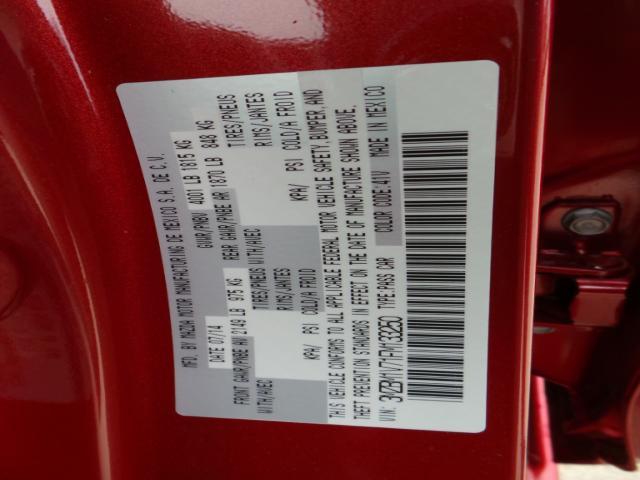 MFD. BY MAZDA MOTOR MANUFACTURING DE MEXICO S.A. DE C.V.
DATE 07/14 GVWR/PNBV 4001 LB 1815 KG
FRONT GAWR/PNBE AV 2149 LB 975 KG REAR GAWR/PNBE AR 1870 LB 848 KG
WITH/AVEC TIRES/PNEUS WITH/AVEC TIRES/PNEUS
RIMS/JANTES RIMS/JANTES
KPA/ PSI COLD/A FROID KPA/ PSI COLD/A FROID
THIS VEHICLE CONFORMS TO ALL APPLICABLE FEDERAL MOTOR VEHICLE SAFETY, BUMPER, AND
THEFT PREVENTION STANDARDS IN EFFECT ON THE DATE OF MANUFACTURE SHOWN ABOVE.
VIN: 3MZBM1V71FM133250 TYPE:PASS CAR COLOR CODE:41V MADE IN MEXICO